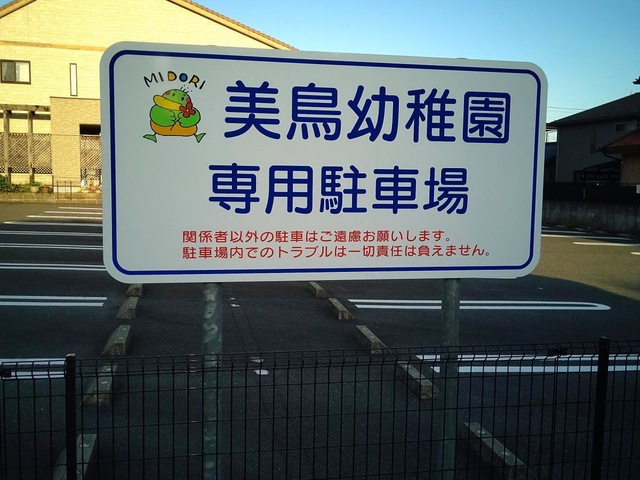 MIDORI
美鳥幼稚園
専用駐車場
関係者以外の駐車はご遠慮お願いします。
駐車場内でのトラブルは一切責任は負えません。